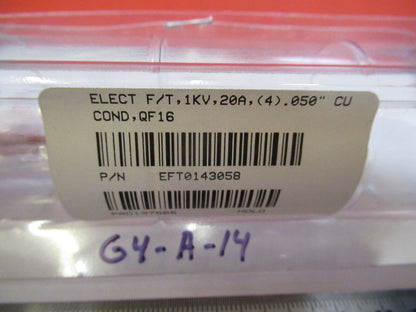 ELECT F/T,1KV,20A,(4).050" CU
COND,QF16
P/N EFT0143058
G4-A-14